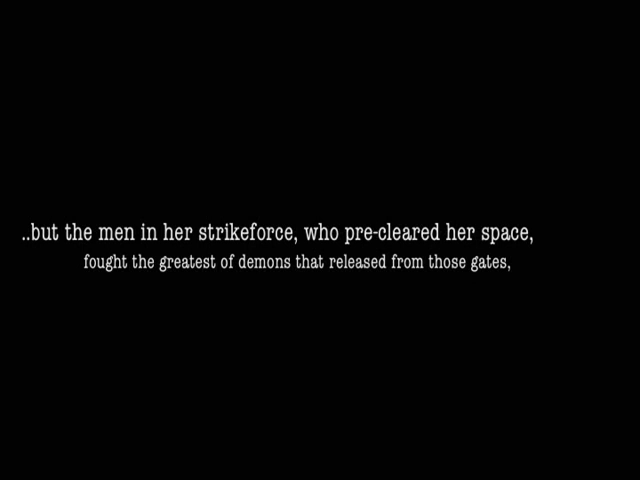 ..but the men in her strikeforce, who pre-cleared her space,
fought the greatest of demons that released from those gates,